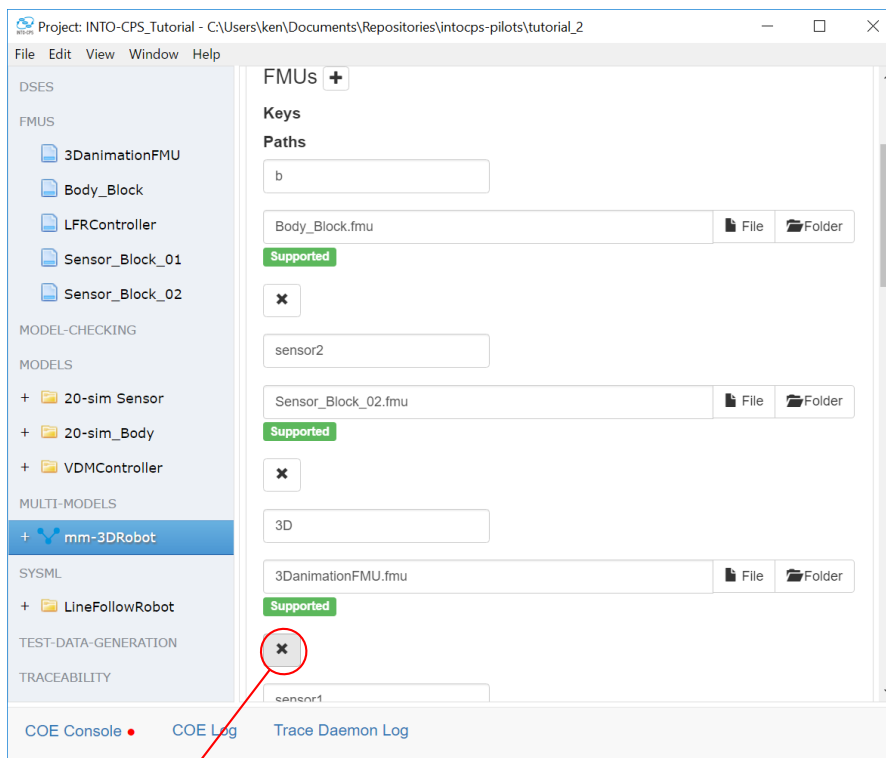 Project: INTO-CPS_Tutorial - C:\Users\ken\Documents\Repositories\intocps-pilots\tutorial_2
File Edit View Window Help
DSES
FMUS
3DanimationFMU
Body_Block
LFRController
Sensor_Block_01
Sensor_Block_02
MODEL-CHECKING
MODELS
+ 20-sim Sensor
+ 20-sim_Body
+ VDMController
MULTI-MODELS
+ mm-3DRobot
SYSML
+ LineFollowRobot
TEST-DATA-GENERATION
TRACEABILITY
FMUs +
Keys
Paths
b
Body_Block.fmu File Folder
Supported
sensor2
Sensor_Block_02.fmu File Folder
Supported
3D
3DanimationFMU.fmu File Folder
Supported
sensor1
COE Console COE Log Trace Daemon Log